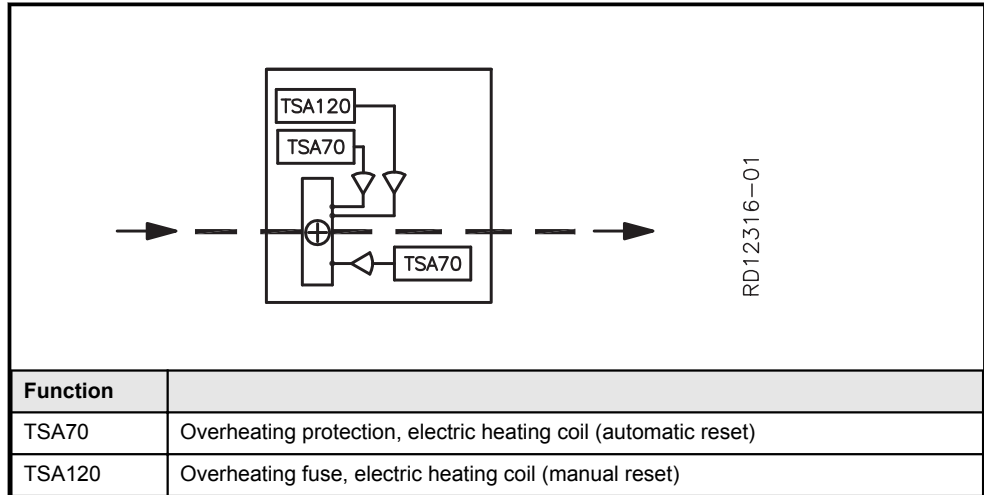 TSA120
TSA70
TSA70
RD12316-01
Function
TSA70 Overheating protection, electric heating coil (automatic reset)
TSA120 Overheating fuse, electric heating coil (manual reset)